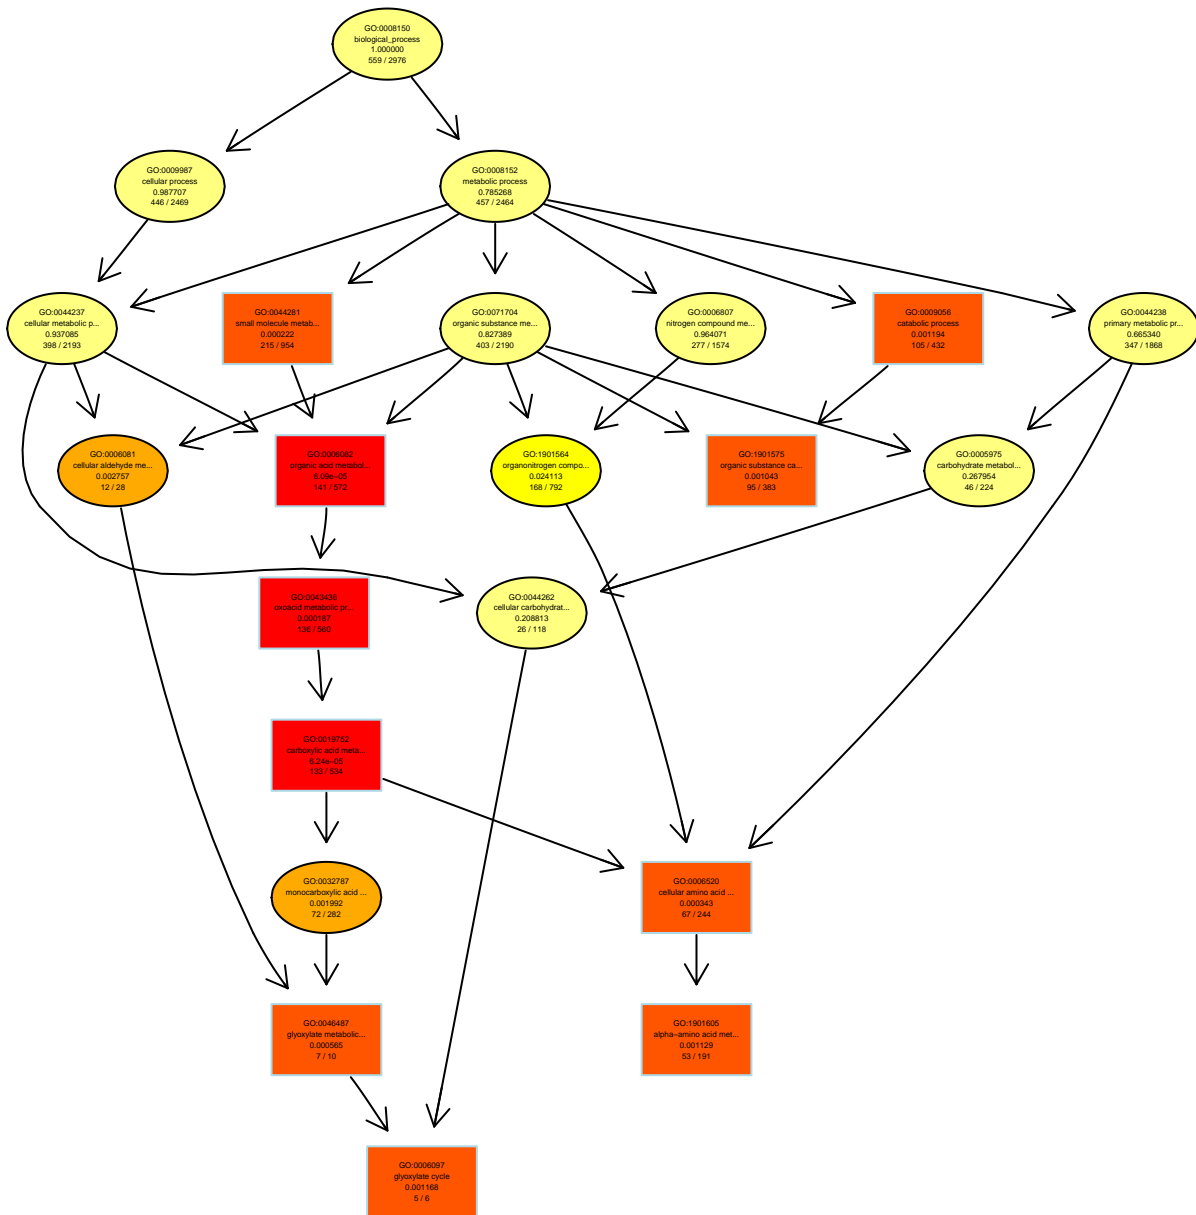 GO:0008150
biological_process
1.000000
559 / 2976
GO:0009987
cellular process
0.987707
446 / 2469
GO:0008152
metabolic process
0.785268
457 / 2464
GO:0044237
cellular metabolic p...
0.937085
398 / 2193
GO:0044281
small molecule metab...
0.000222
215 / 954
GO:0071704
organic substance me...
0.827389
403 / 2190
GO:0006807
nitrogen compound me...
0.964071
277 / 1574
GO:0009056
catabolic process
0.001194
105 / 432
GO:0044238
primary metabolic pr...
0.665340
347 / 1868
GO:0006081
cellular aldehyde me...
0.002757
12 / 28
GO:0006082
organic acid metabol...
6.09e−05
141 / 572
GO:1901564
organonitrogen compo...
0.024113
168 / 792
GO:1901575
organic substance ca...
0.001043
95 / 383
GO:0005975
carbohydrate metabol...
0.267954
46 / 224
GO:0043436
oxoacid metabolic pr...
0.000187
136 / 560
GO:0044262
cellular carbohydrat...
0.208813
26 / 118
GO:0019752
carboxylic acid meta...
6.24e−05
133 / 534
GO:0032787
monocarboxylic acid ...
0.001992
72 / 282
GO:0006520
cellular amino acid ...
0.000343
67 / 244
GO:0046487
glyoxylate metabolic...
0.000565
7 / 10
GO:1901605
alpha−amino acid met...
0.001129
53 / 191
GO:0006097
glyoxylate cycle
0.001168
5 / 6